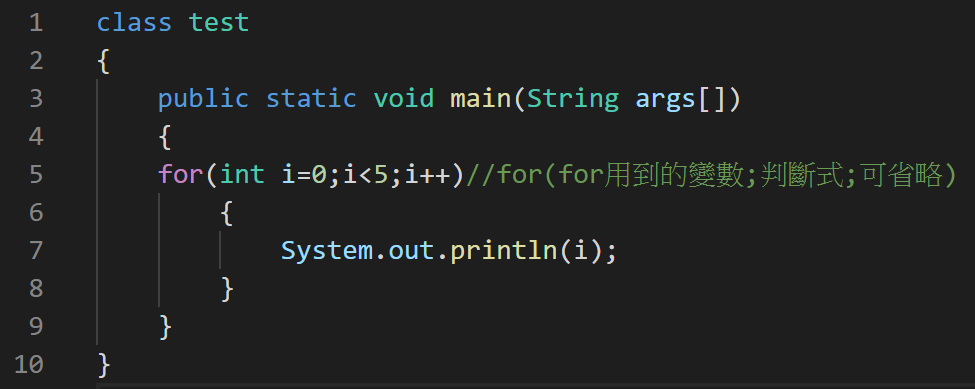 1 class test
2 {
3 public static void main(String args[])
4 {
5 for(int i=0;i<5;i++)//for(for用到的變數;判斷式;可省略)
6 {
7 System.out.println(i);
8 }
9 }
10 }